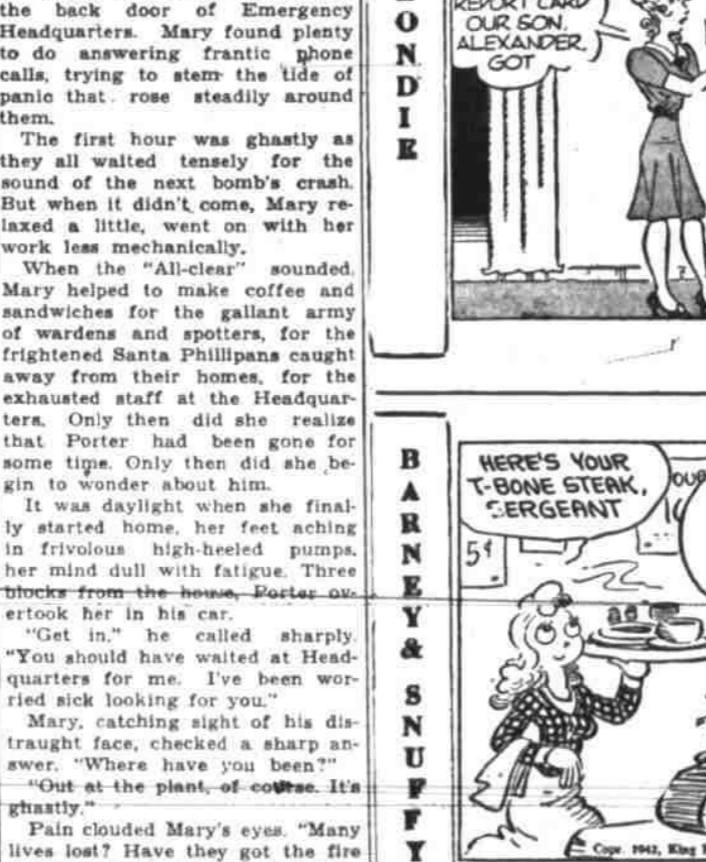 the back door of Emergency
Headquarters. Mary found plenty
to do answering frantic phone
calls, trying to stem the tide of
panic that rose steadily around
them.
The first hour was ghastly as
they all waited tensely for the
sound of the next bomb's crash.
But when it didn't come, Mary re-
laxed a little, went on with her
work less mechanically.
When the "All-clear" sounded,
Mary helped to make coffee and
sandwiches for the gallant army
of wardens and spotters, for the
frightened Santa Phillipans caught
away from their homes, for the
exhausted staff at the Headquar-
ters. Only then did she realize
that Porter had been gone for
some time. Only then did she be-
gin to wonder about him.
It was daylight when she final-
ly started home, her feet aching
in frivolous high-heeled pumps,
her mind dull with fatigue. Three
blocks from the house, Porter ov-
ertook her in his car.
"Get in," he called sharply.
"You should have waited at Head-
quarters for me. I've been wor-
ried sick looking for you."
Mary, catching sight of his dis-
traught face, checked a sharp an-
swer. "Where have you been?"
"Out at the plant, of course. It's
ghastly."
Pain clouded Mary's eyes. "Many
lives lost? Have they got the fire
ONDIE
REPORT CARD
OUR SON,
ALEXANDER,
GOT
BARNEY & SNUFFY
HERE'S YOUR
T-BONE STEAK,
SERGEANT
5¢
Copr. 1942, King